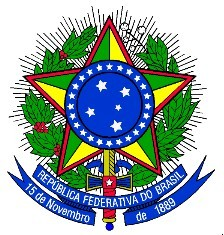 REPÚBLICA FEDERATIVA DO BRASIL
15 de Novembro de 1889